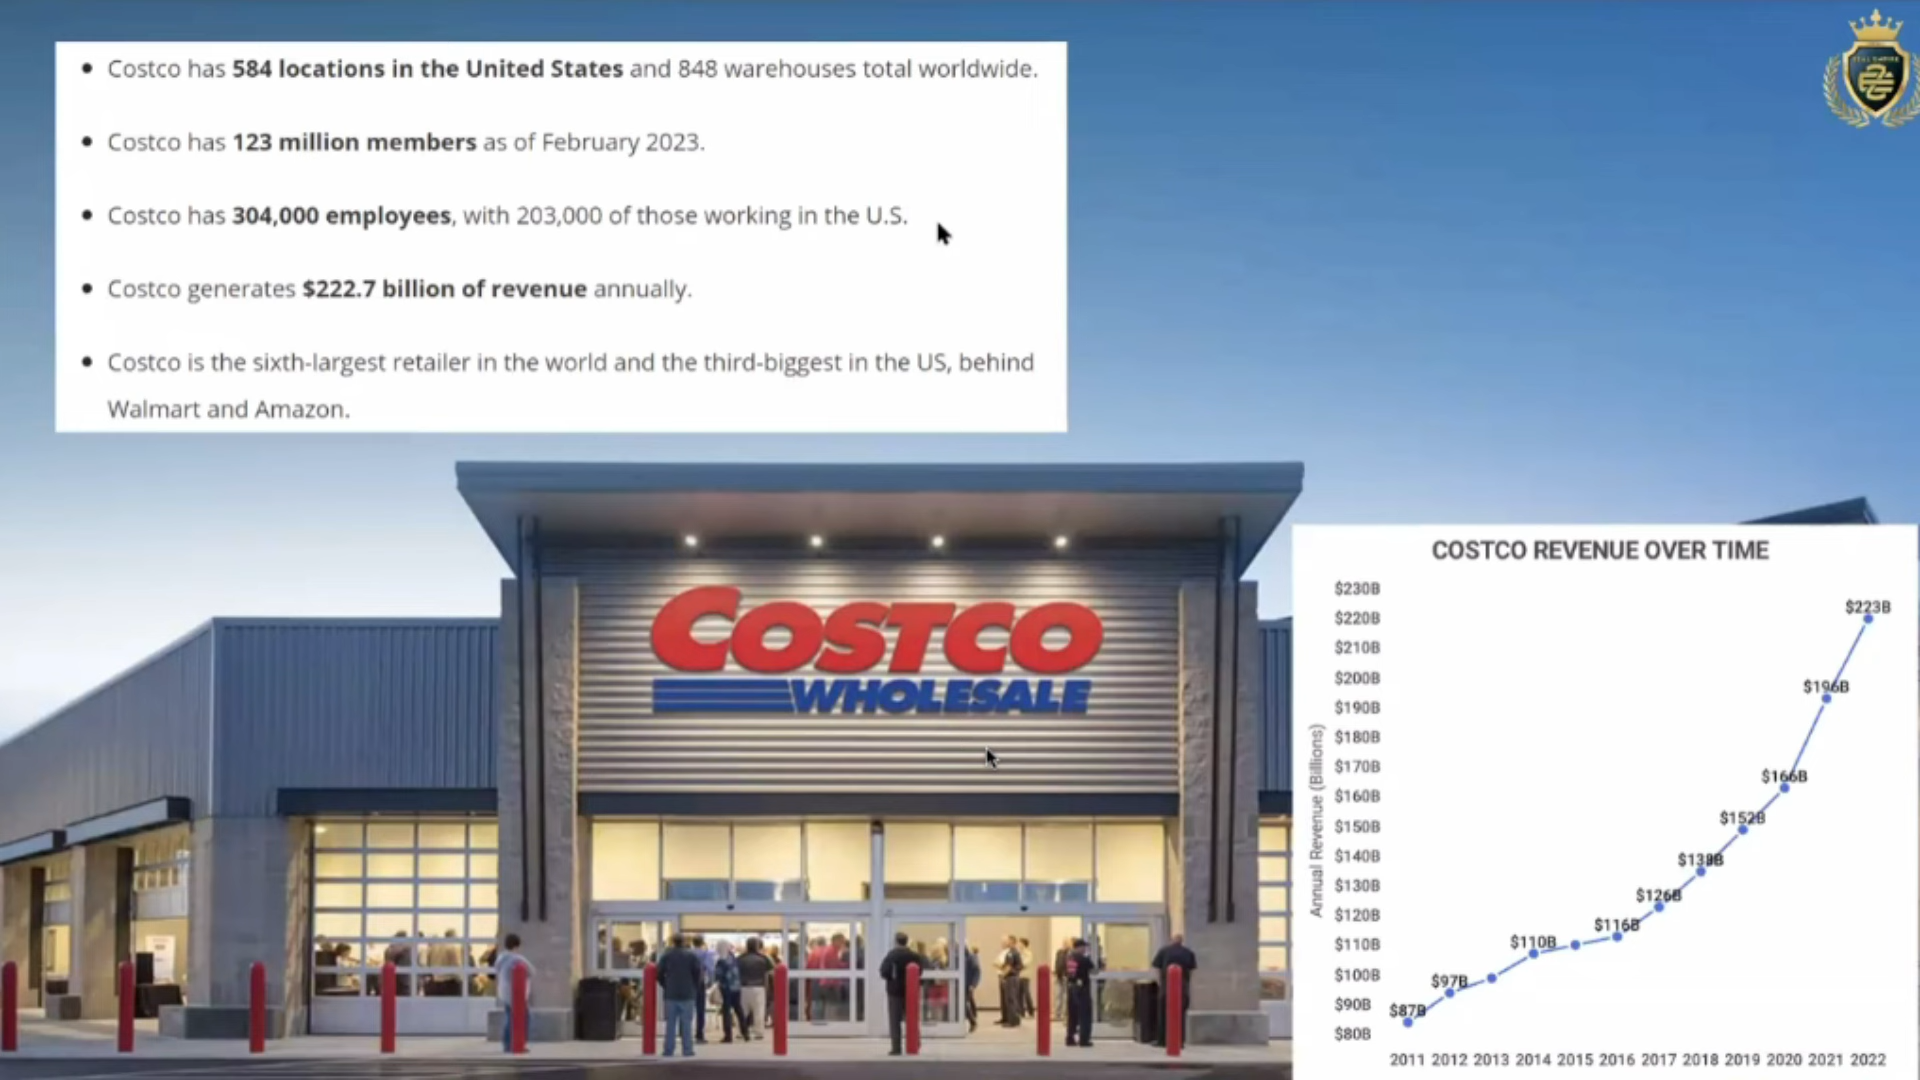 • Costco has 584 locations in the United States and 848 warehouses total worldwide.
• Costco has 123 million members as of February 2023.
• Costco has 304,000 employees, with 203,000 of those working in the U.S.
• Costco generates $222.7 billion of revenue annually.
• Costco is the sixth-largest retailer in the world and the third-biggest in the US, behind
Walmart and Amazon.
COSTCO
WHOLESALE
COSTCO REVENUE OVER TIME
Annual Revenue (Billions)
$230B
$220B
$210B
$200B
$190B
$180B
$170B
$160B
$150B
$140B
$130B
$120B
$110B
$100B
$90B
$80B
$87B
$97B
$110B
$116B
$126B
$138B
$152B
$166B
$196B
$223B
2011 2012 2013 2014 2015 2016 2017 2018 2019 2020 2021 2022